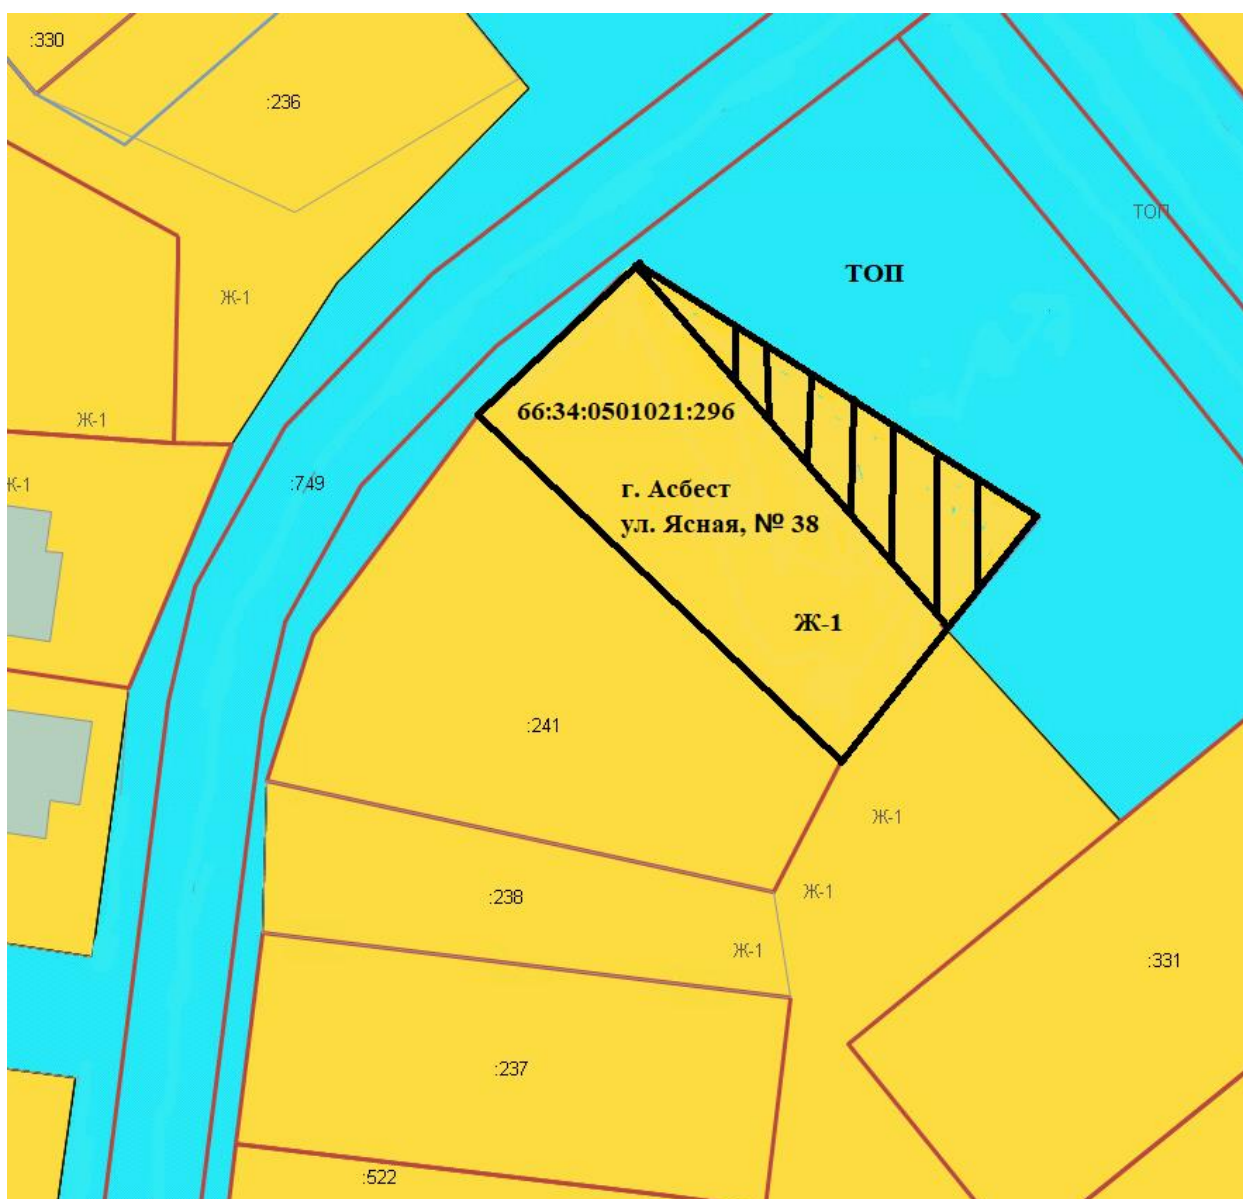 :330
:236
ТОП
ТОП
Ж-1
66:34:0501021:296
Ж-1
:749
Ж-1
г. Асбест
ул. Ясная, № 38
Ж-1
:241
Ж-1
Ж-1
:238
Ж-1
:331
:237
:522